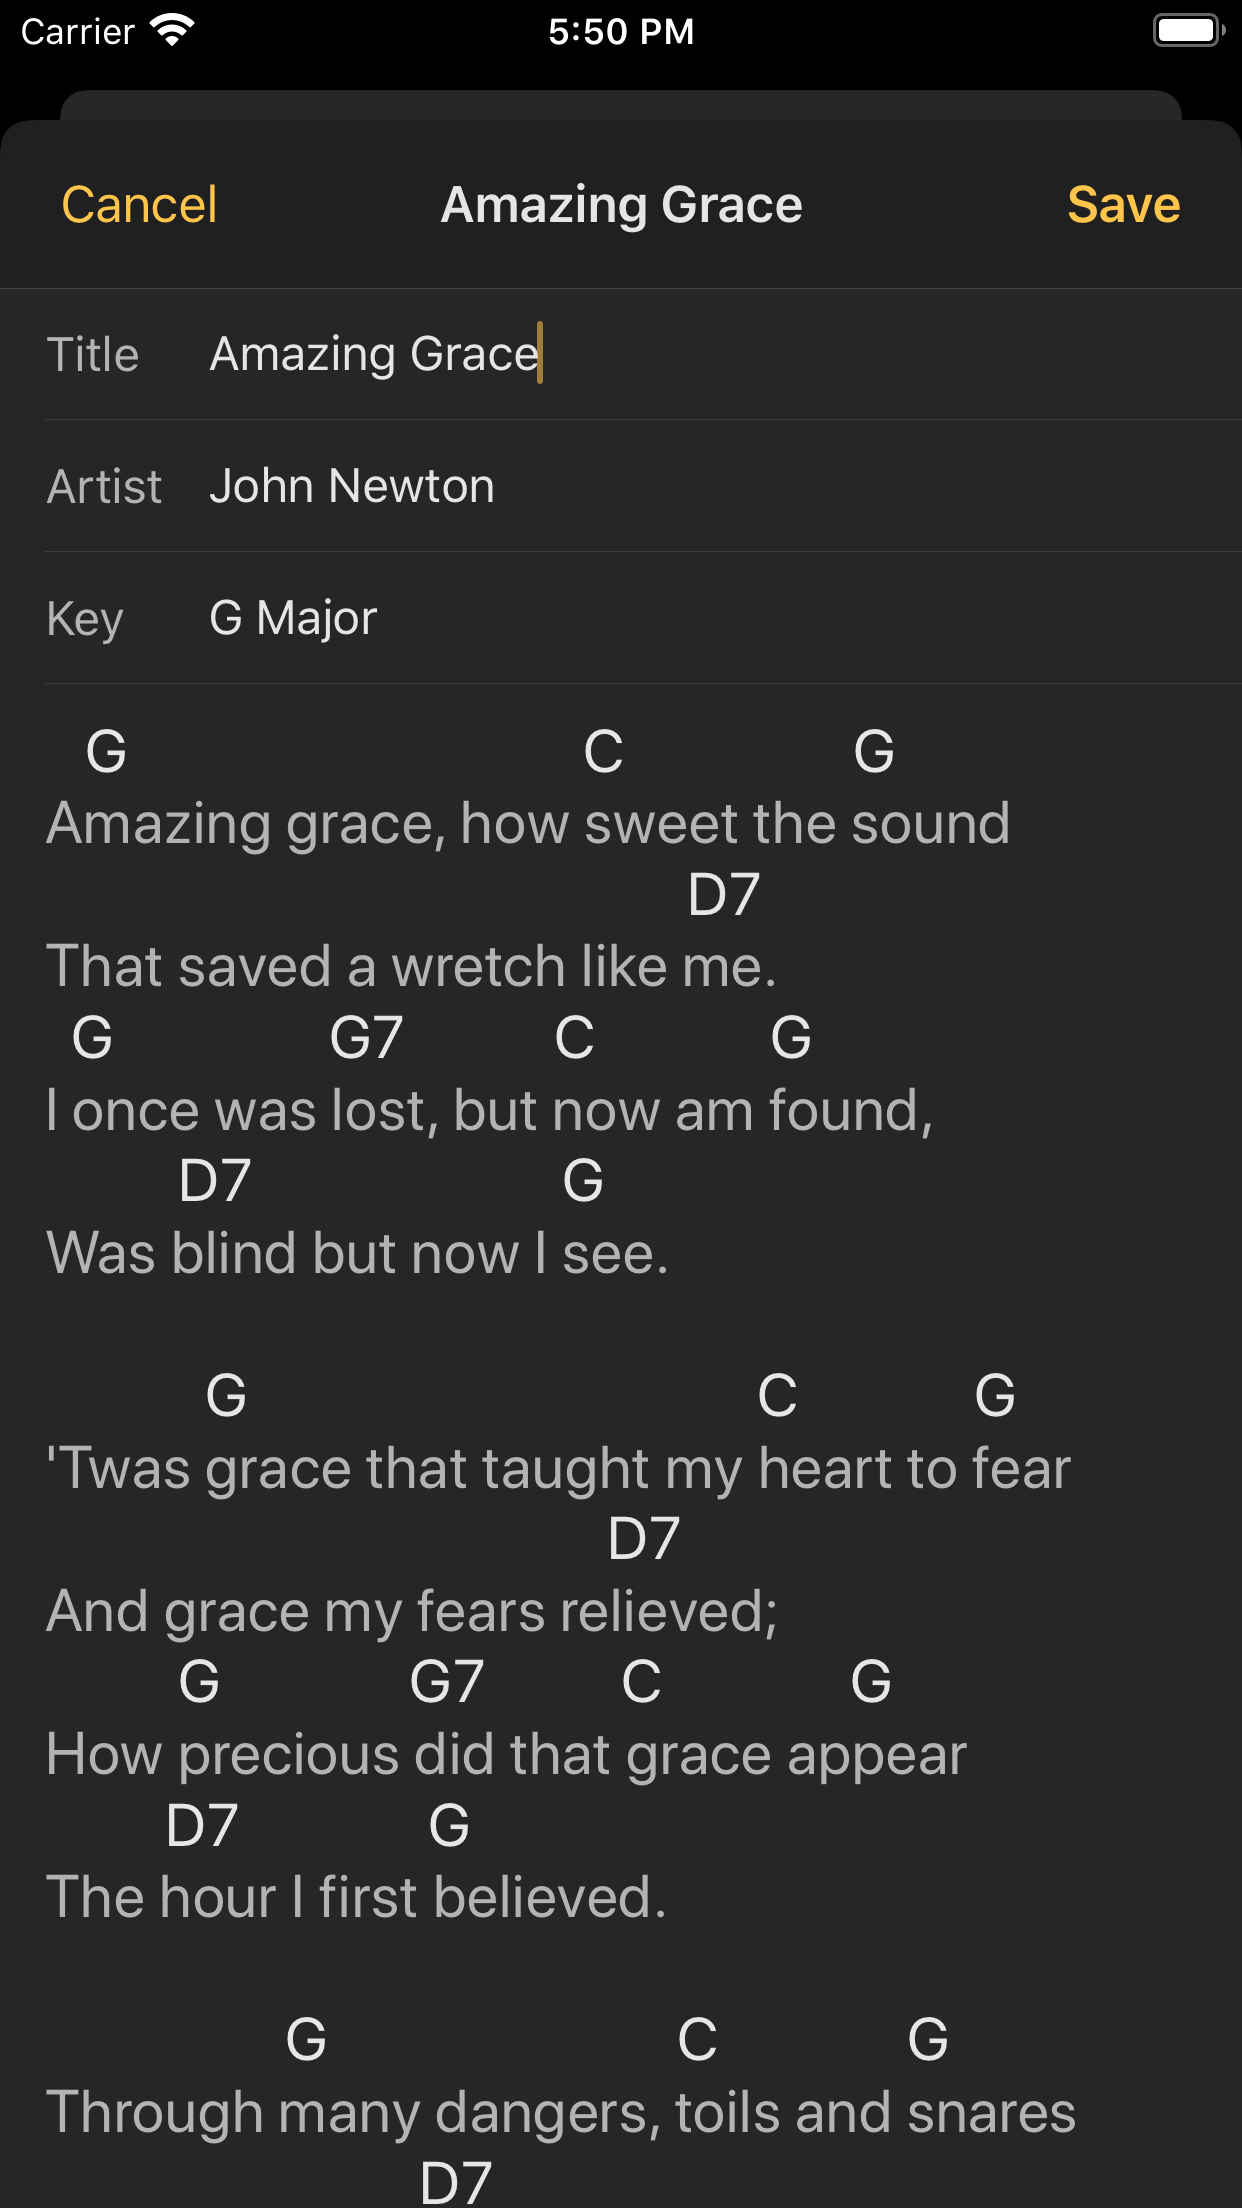 Carrier 5:50 PM
Cancel Amazing Grace Save
Title Amazing Grace
Artist John Newton
Key G Major
G C G
Amazing grace, how sweet the sound
D7
That saved a wretch like me.
G G7 C G
I once was lost, but now am found,
D7 G
Was blind but now I see.
G C G
'Twas grace that taught my heart to fear
D7
And grace my fears relieved;
G G7 C G
How precious did that grace appear
D7 G
The hour I first believed.
G C G
Through many dangers, toils and snares
D7